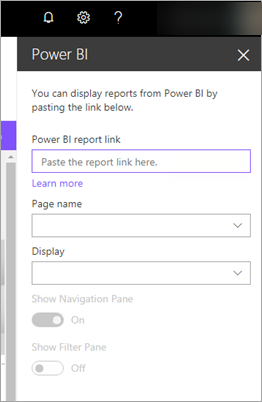 Power BI
You can display reports from Power BI by
pasting the link below.
Power BI report link
Paste the report link here.
Learn more
Page name
Display
Show Navigation Pane
On
Show Filter Pane
Off